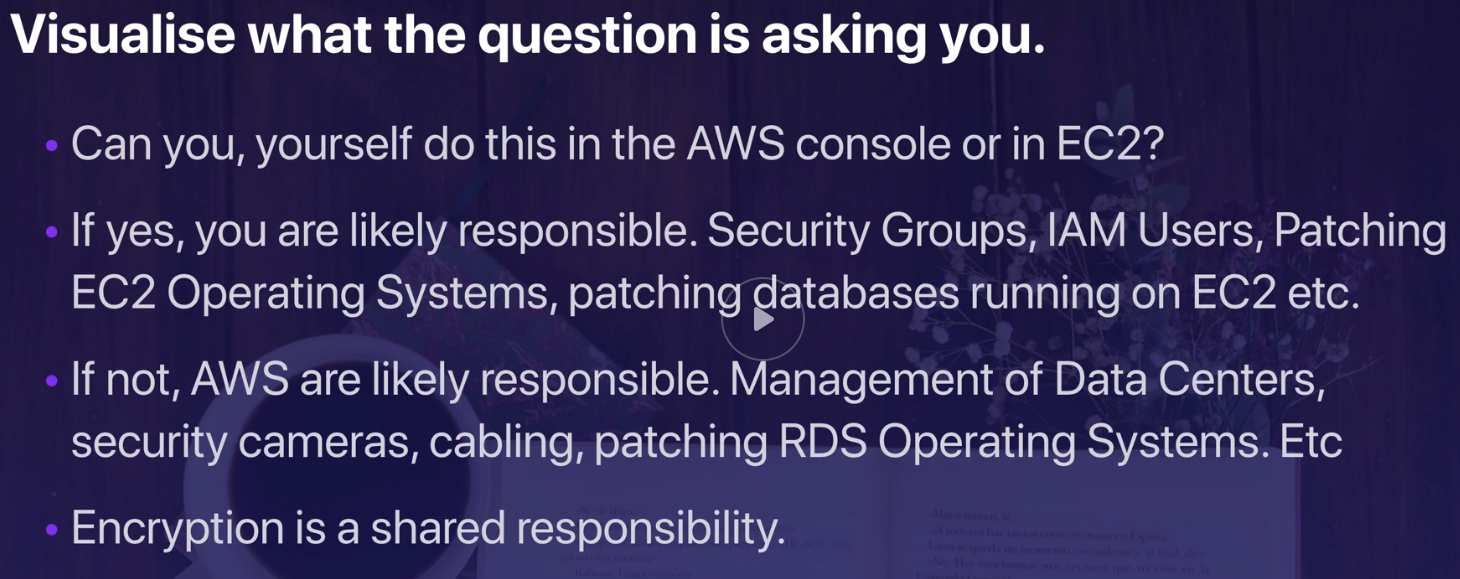 Visualise what the question is asking you.
• Can you, yourself do this in the AWS console or in EC2?
• If yes, you are likely responsible. Security Groups, IAM Users, Patching
EC2 Operating Systems, patching databases running on EC2 etc.
• If not, AWS are likely responsible. Management of Data Centers,
security cameras, cabling, patching RDS Operating Systems. Etc
• Encryption is a shared responsibility.